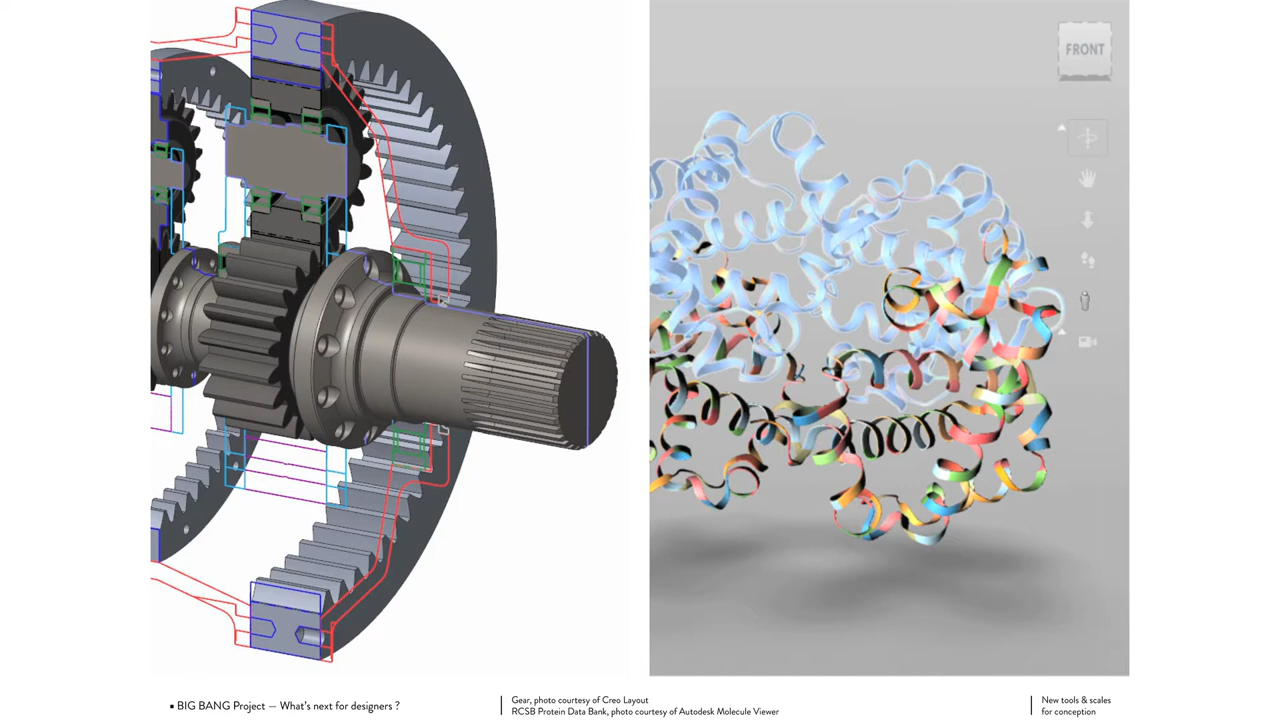 FRONT
▪ BIG BANG Project — What's next for designers ?
Gear, photo courtesy of Creo Layout
RCSB Protein Data Bank, photo courtesy of Autodesk Molecule Viewer
New tools & scales
for conception